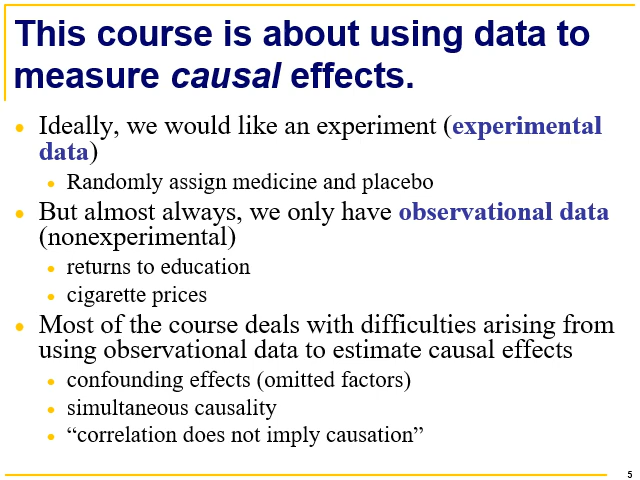 This course is about using data to
measure causal effects.
• Ideally, we would like an experiment (experimental
data)
• Randomly assign medicine and placebo
• But almost always, we only have observational data
(nonexperimental)
• returns to education
• cigarette prices
• Most of the course deals with difficulties arising from
using observational data to estimate causal effects
• confounding effects (omitted factors)
• simultaneous causality
• “correlation does not imply causation”
5